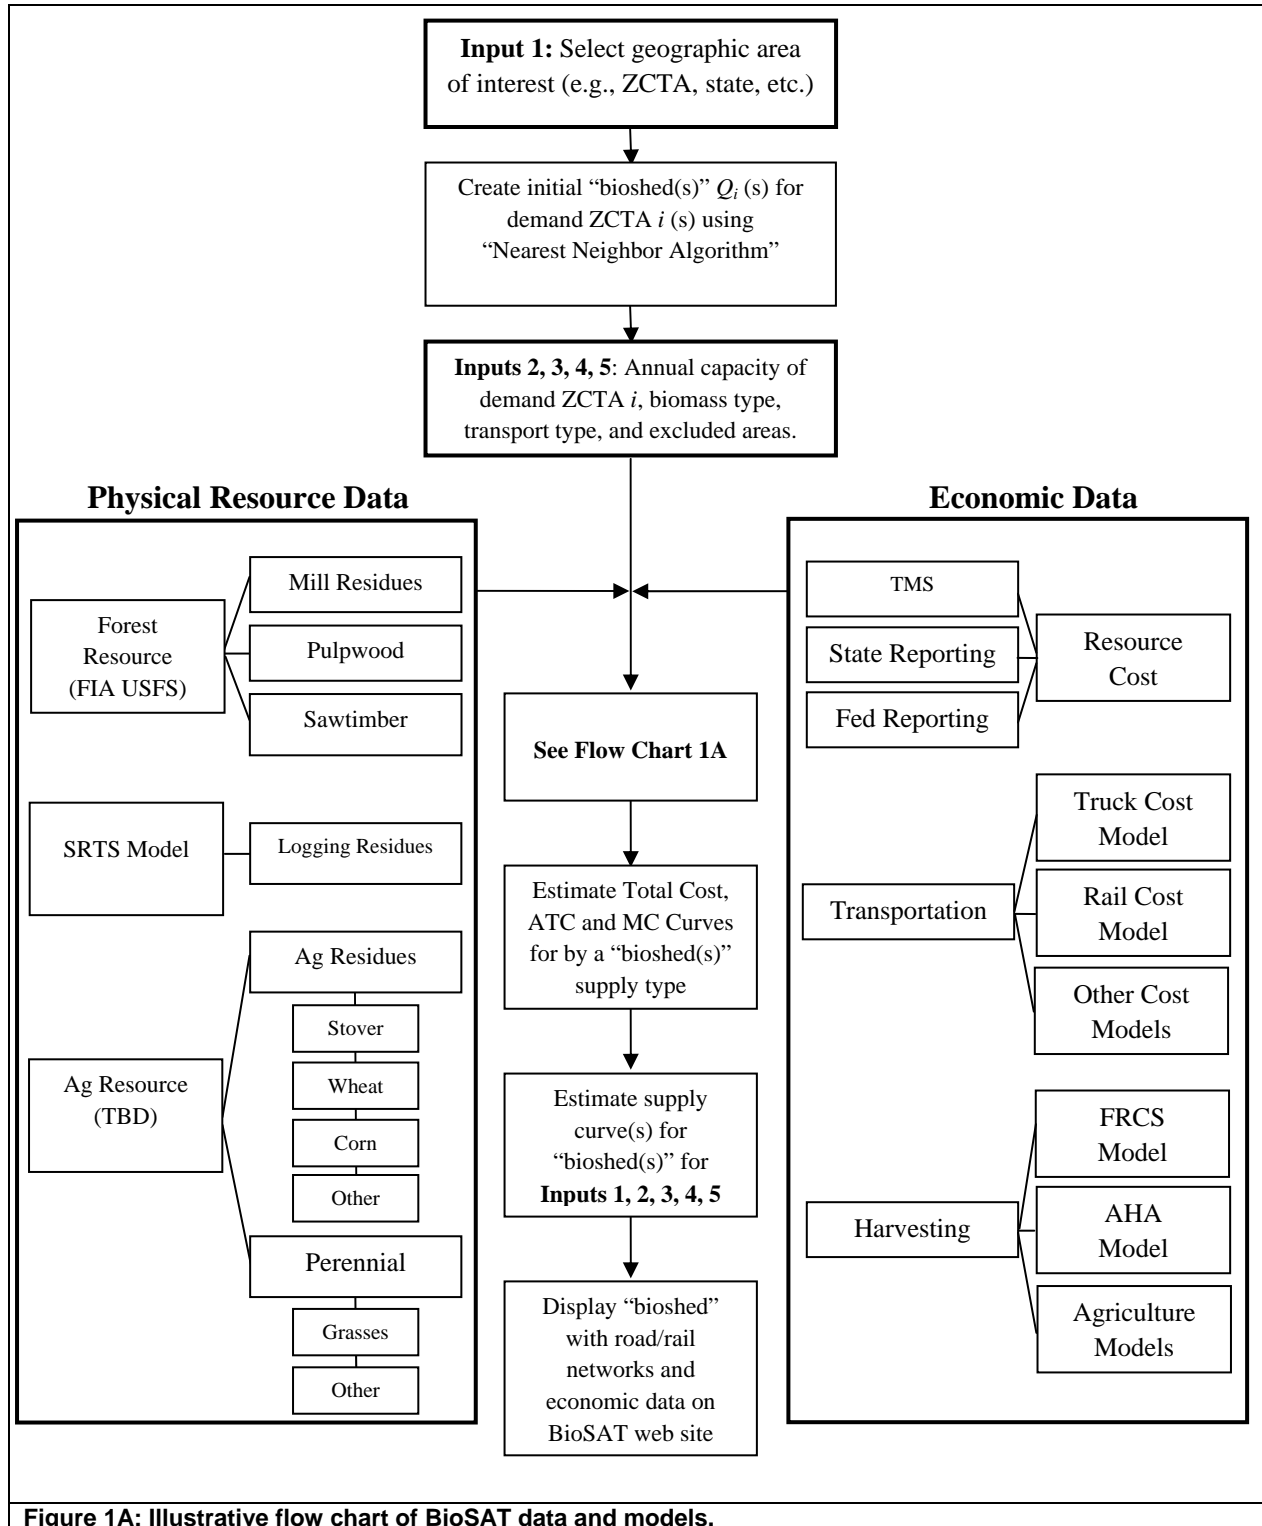 Input 1: Select geographic area
of interest (e.g., ZCTA, state, etc.)
Create initial “bioshed(s)” Qi (s) for
demand ZCTA i (s) using
“Nearest Neighbor Algorithm”
Inputs 2, 3, 4, 5: Annual capacity of
demand ZCTA i, biomass type,
transport type, and excluded areas.
Physical Resource Data
Forest
Resource
(FIA USFS)
Mill Residues
Pulpwood
Sawtimber
SRTS Model
Logging Residues
Ag Resource
(TBD)
Ag Residues
Stover
Wheat
Corn
Other
Perennial
Grasses
Other
See Flow Chart 1A
Estimate Total Cost,
ATC and MC Curves
for by a “bioshed(s)”
supply type
Estimate supply
curve(s) for
“bioshed(s)” for
Inputs 1, 2, 3, 4, 5
Display “bioshed”
with road/rail
networks and
economic data on
BioSAT web site
Economic Data
TMS
State Reporting
Fed Reporting
Resource
Cost
Transportation
Truck Cost
Model
Rail Cost
Model
Other Cost
Models
Harvesting
FRCS
Model
AHA
Model
Agriculture
Models
Figure 1A: Illustrative flow chart of BioSAT data and models.